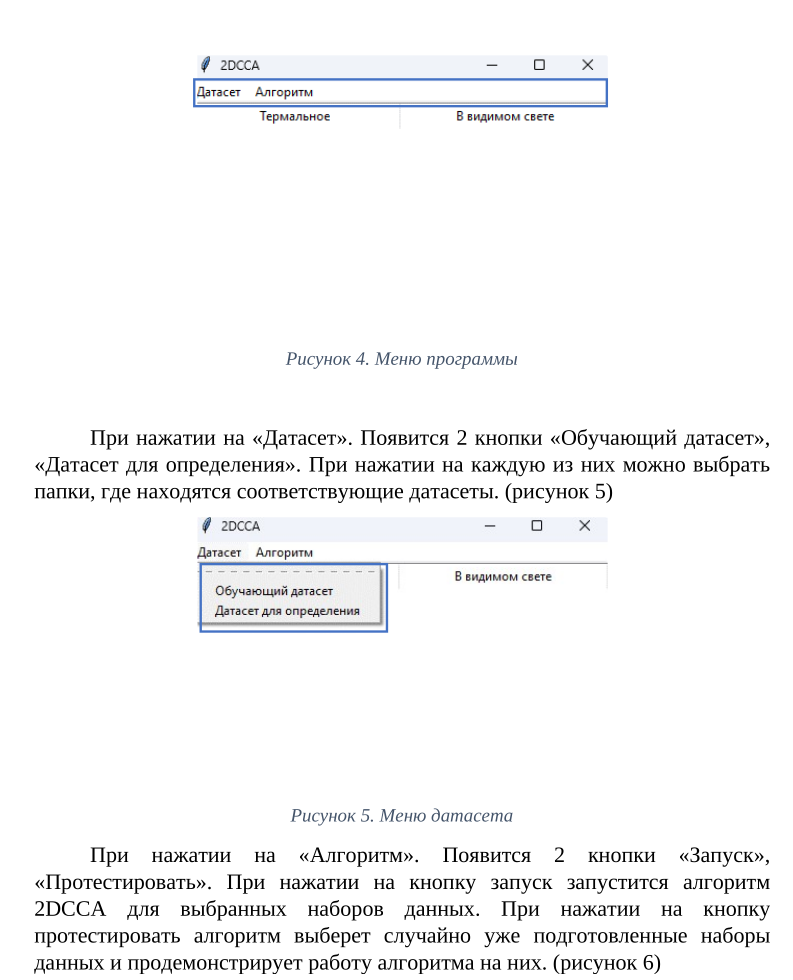 2DCCA
Датасет Алгоритм
Термальное В видимом свете
Рисунок 4. Меню программы
При нажатии на «Датасет». Появится 2 кнопки «Обучающий датасет»,
«Датасет для определения». При нажатии на каждую из них можно выбрать
папки, где находятся соответствующие датасеты. (рисунок 5)
2DCCA
Датасет Алгоритм
В видимом свете
Обучающий датасет
Датасет для определения
Рисунок 5. Меню датасета
При нажатии на «Алгоритм». Появится 2 кнопки «Запуск»,
«Протестировать». При нажатии на кнопку запуск запустится алгоритм
2DCCA для выбранных наборов данных. При нажатии на кнопку
протестировать алгоритм выберет случайно уже подготовленные наборы
данных и продемонстрирует работу алгоритма на них. (рисунок 6)